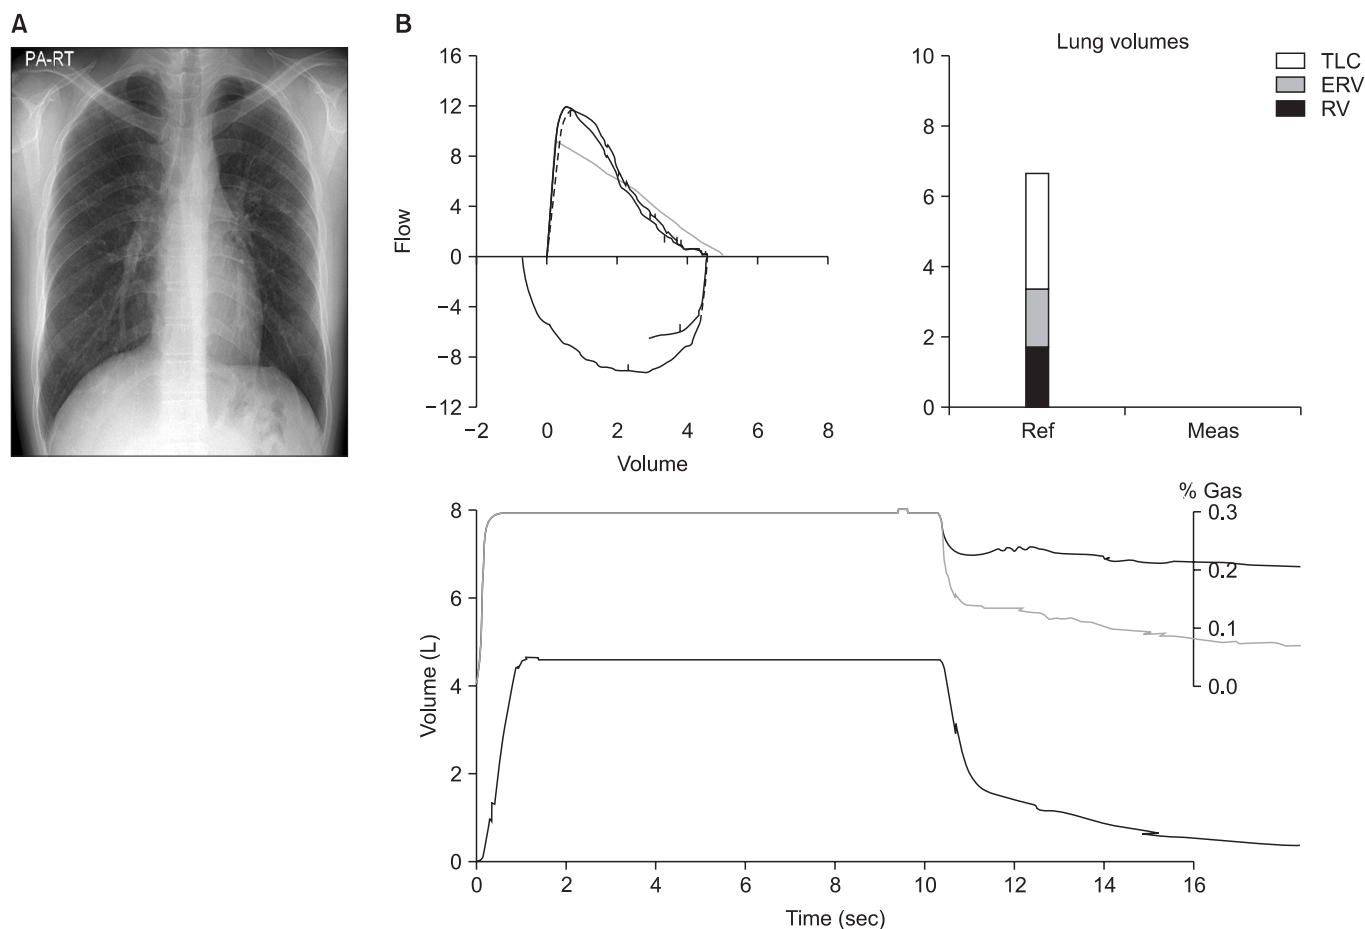 A
PA-RT
B
16
12
8
4
0
−4
−8
−12
Flow
−2 0 2 4 6 8
Volume
Lung volumes
10
8
6
4
2
0
Ref Meas
TLC
ERV
RV
8
6
4
2
0
Volume (L)
0 2 4 6 8 10 12 14 16
Time (sec)
% Gas
0.3
0.2
0.1
0.0